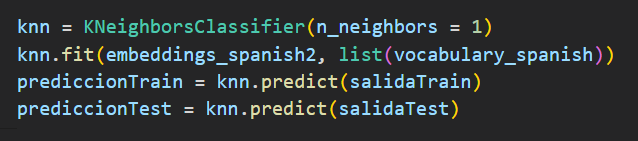 knn = KNeighborsClassifier(n_neighbors = 1)
knn.fit(embeddings_spanish2, list(vocabulary_spanish))
prediccionTrain = knn.predict(salidaTrain)
prediccionTest = knn.predict(salidaTest)